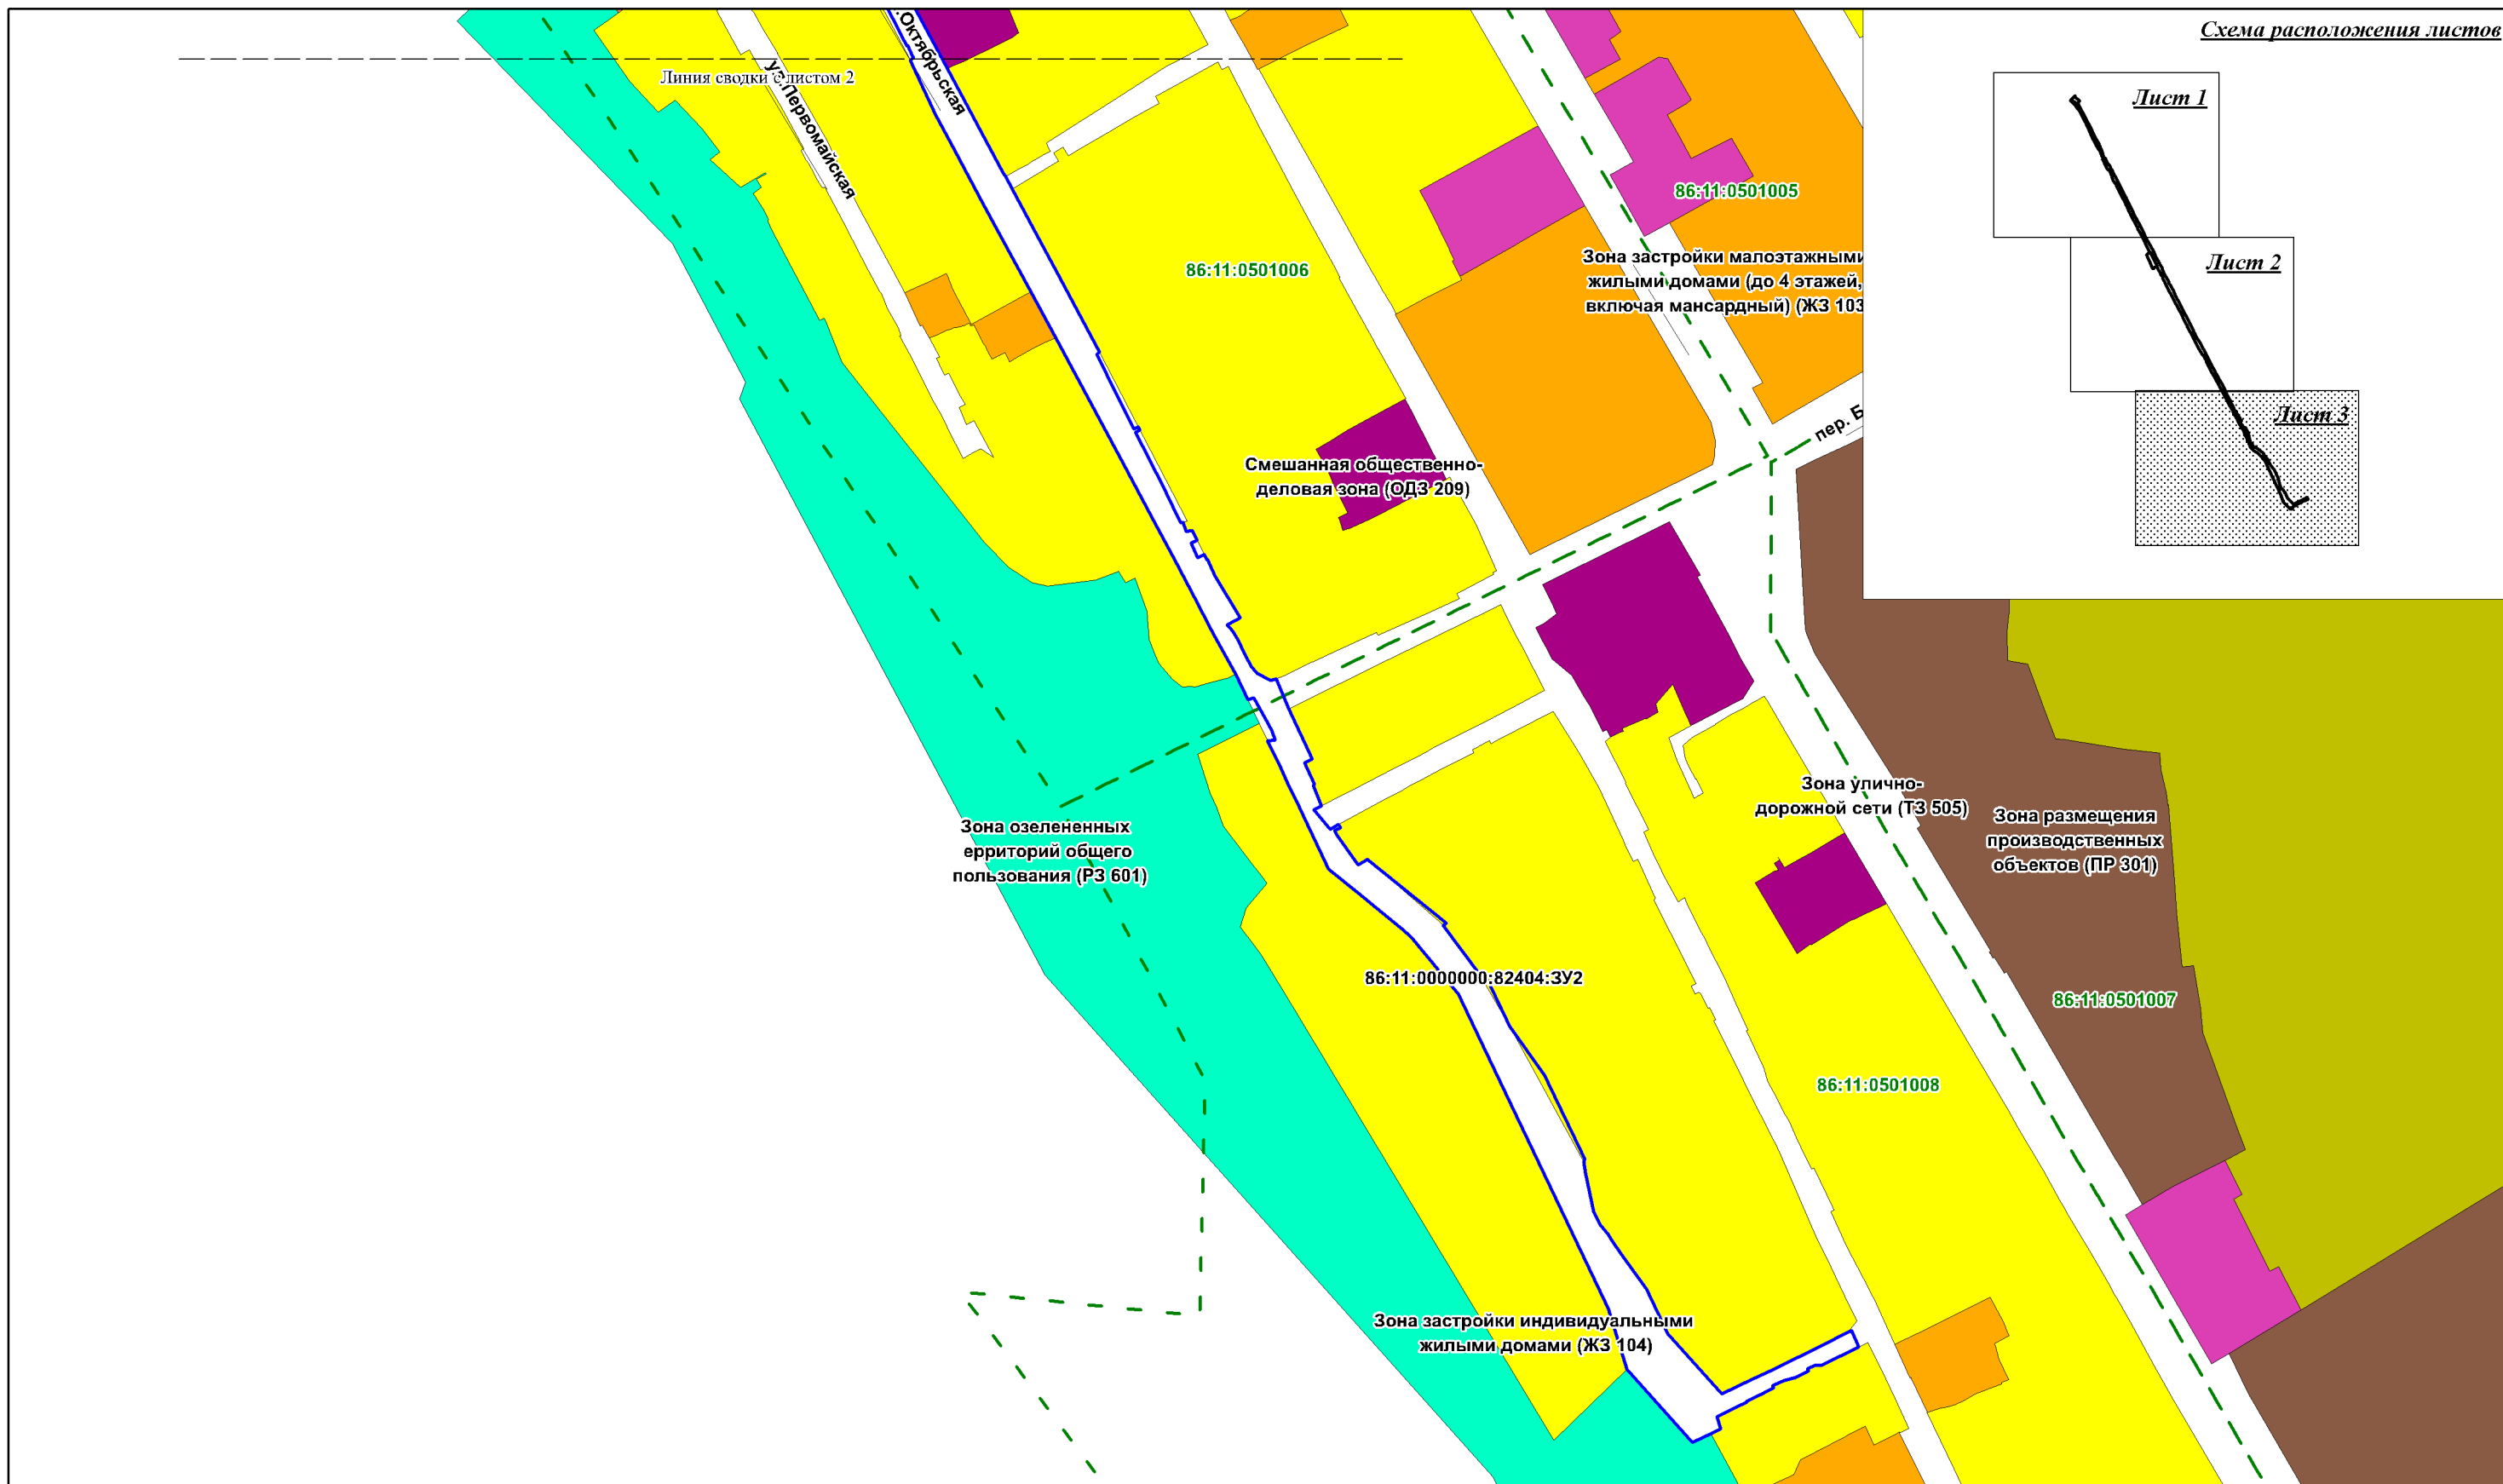 Схема расположения листов
Лист 1
Лист 2
Лист 3
.Октябрьская
Линия сводки с листом 2
ул.Первомайская
86:11:0501005
86:11:0501006
Зона застройки малоэтажными
жилыми домами (до 4 этажей,
включая мансардный) (ЖЗ 103
пер. Б
Смешанная общественно-
деловая зона (ОДЗ 209)
Зона улично-
дорожной сети (ТЗ 505)
Зона размещения
производственных
объектов (ПР 301)
Зона озелененных
ерриторий общего
пользования (РЗ 601)
86:11:0000000:82404:ЗУ2
86:11:0501007
86:11:0501008
Зона застройки индивидуальными
жилыми домами (ЖЗ 104)